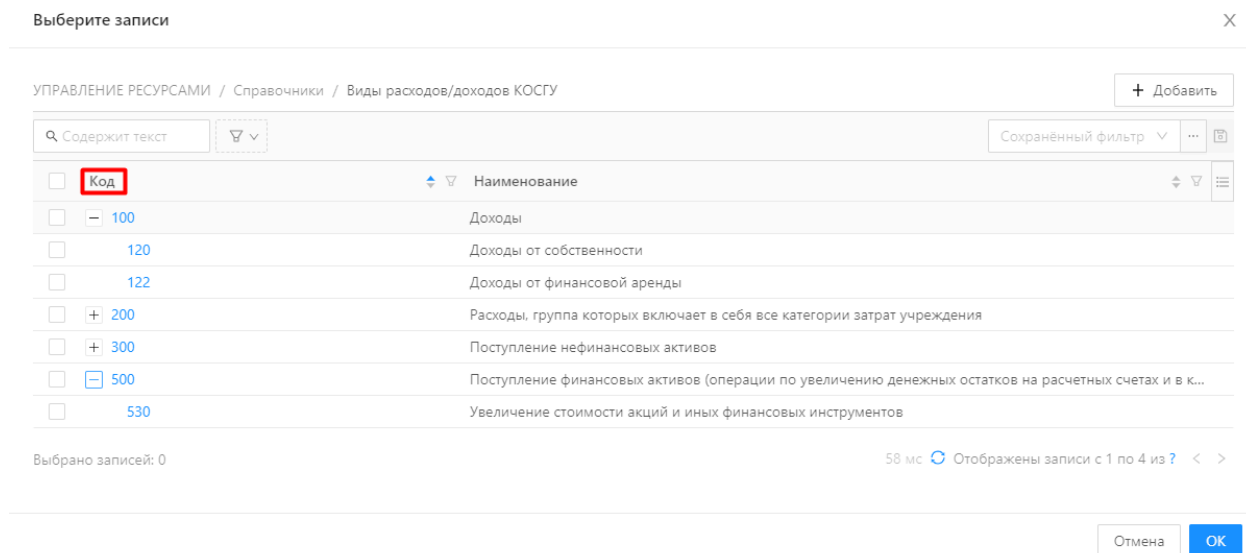 Выберите записи
УПРАВЛЕНИЕ РЕСУРСАМИ / Справочники / Виды расходов/доходов КОСГУ
+ Добавить
Содержит текст
Сохранённый фильтр
Код Наименование
100 Доходы
120 Доходы от собственности
122 Доходы от финансовой аренды
200 Расходы, группа которых включает в себя все категории затрат учреждения
300 Поступление нефинансовых активов
500 Поступление финансовых активов (операции по увеличению денежных остатков на расчетных счетах и в к...
530 Увеличение стоимости акций и иных финансовых инструментов
Выбрано записей: 0 58 мс Отображены записи с 1 по 4 из ? < >
Отмена OK